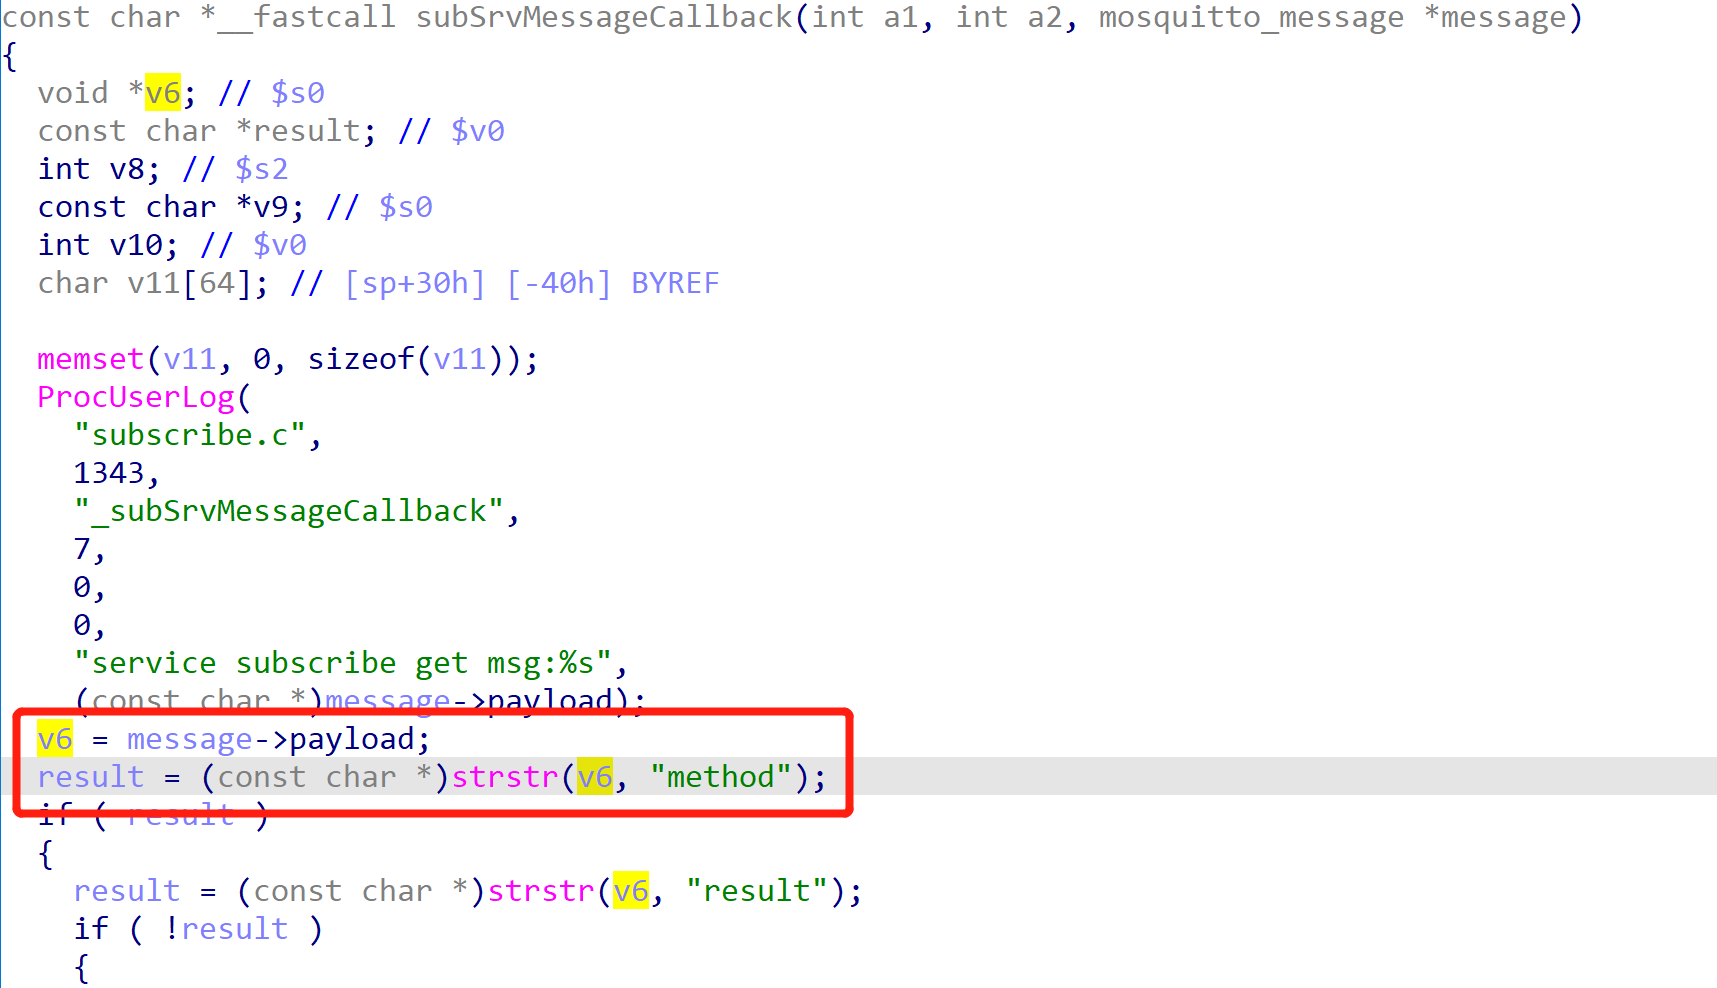 const char *__fastcall subSrvMessageCallback(int a1, int a2, mosquitto_message *message)
{
  void *v6; // $s0
  const char *result; // $v0
  int v8; // $s2
  const char *v9; // $s0
  int v10; // $v0
  char v11[64]; // [sp+30h] [-40h] BYREF

  memset(v11, 0, sizeof(v11));
  ProcUserLog(
    "subscribe.c",
    1343,
    "_subSrvMessageCallback",
    7,
    0,
    0,
    "service subscribe get msg:%s",
    (const char *)message->payload);
  v6 = message->payload;
  result = (const char *)strstr(v6, "method");
  if ( result )
  {
    result = (const char *)strstr(v6, "result");
    if ( !result )
    {